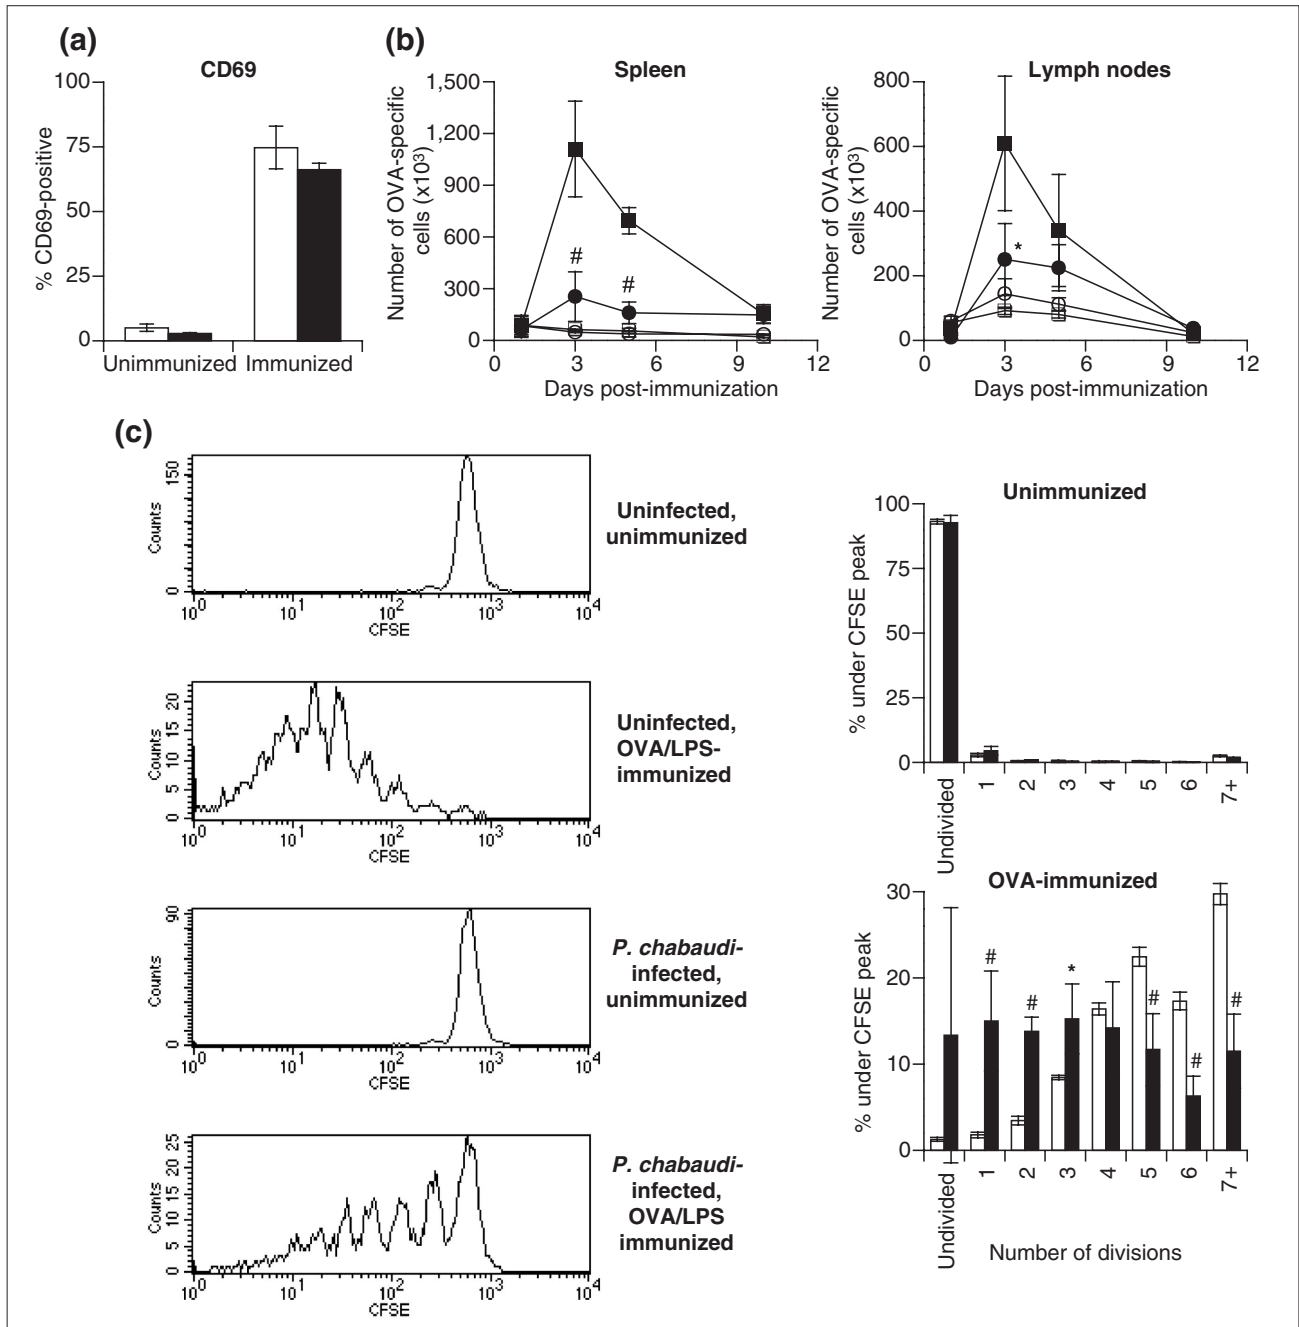 (a)
CD69
% CD69-positive
100
75
50
25
0
Unimmunized Immunized
(b)
Spleen
Number of OVA-specific
cells (x10³)
1,500
1,200
900
600
300
0
#
#
0 3 6 9 12
Days post-immunization
Lymph nodes
Number of OVA-specific
cells (x10³)
800
600
400
200
0
*
0 3 6 9 12
Days post-immunization
(c)
Counts
150
0
10⁰ 10¹ 10² 10³ 10⁴
CFSE
Uninfected,
unimmunized
Counts
20
15
10
5
0
10⁰ 10¹ 10² 10³ 10⁴
CFSE
Uninfected,
OVA/LPS-
immunized
Counts
90
0
10⁰ 10¹ 10² 10³ 10⁴
CFSE
P. chabaudi-
infected,
unimmunized
Counts
25
20
15
10
5
0
10⁰ 10¹ 10² 10³ 10⁴
CFSE
P. chabaudi-
infected,
OVA/LPS
immunized
Unimmunized
% under CFSE peak
100
75
50
25
0
Undivided 1 2 3 4 5 6 7+
OVA-immunized
% under CFSE peak
30
20
10
0
# # * # # #
Undivided 1 2 3 4 5 6 7+
Number of divisions